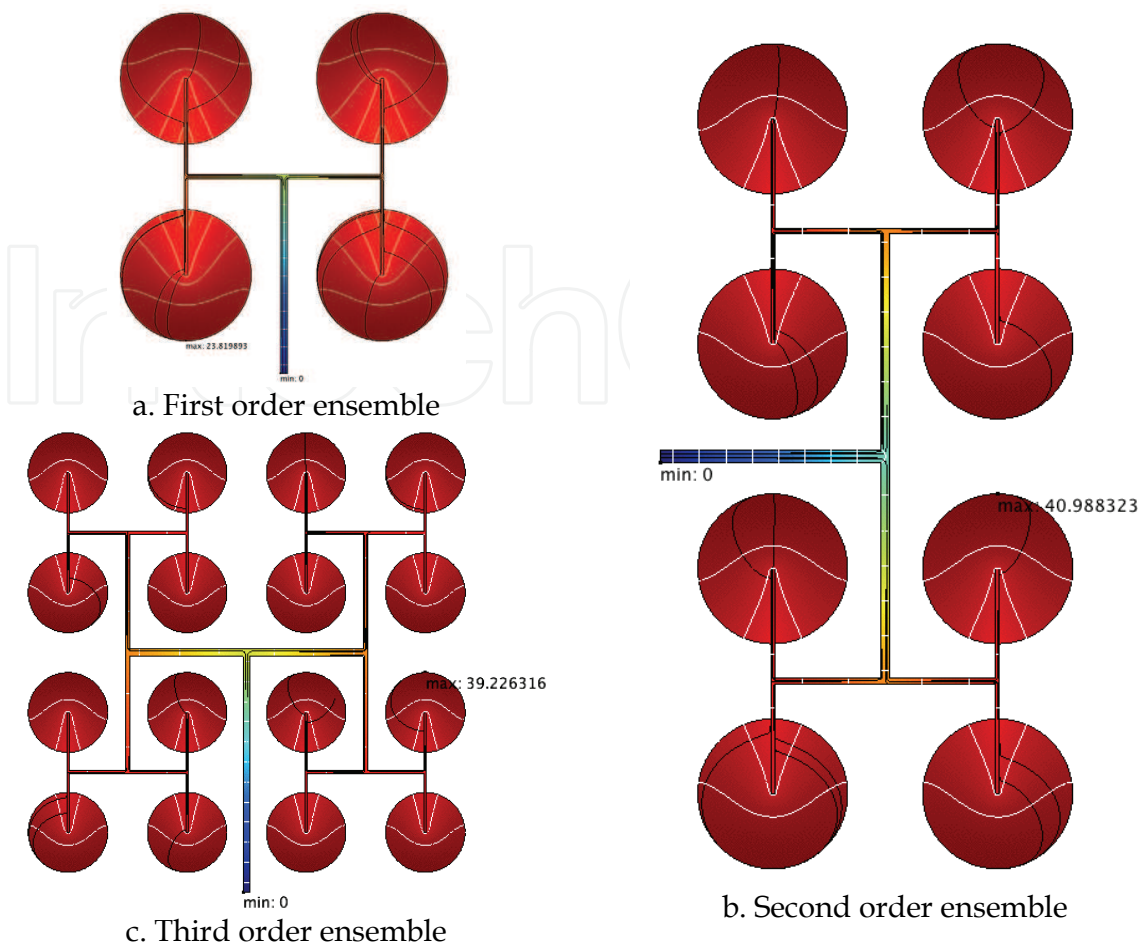 max: 23.819893
min: 0
a. First order ensemble
min: 0
max: 40.988323
b. Second order ensemble
max: 39.226316
min: 0
c. Third order ensemble